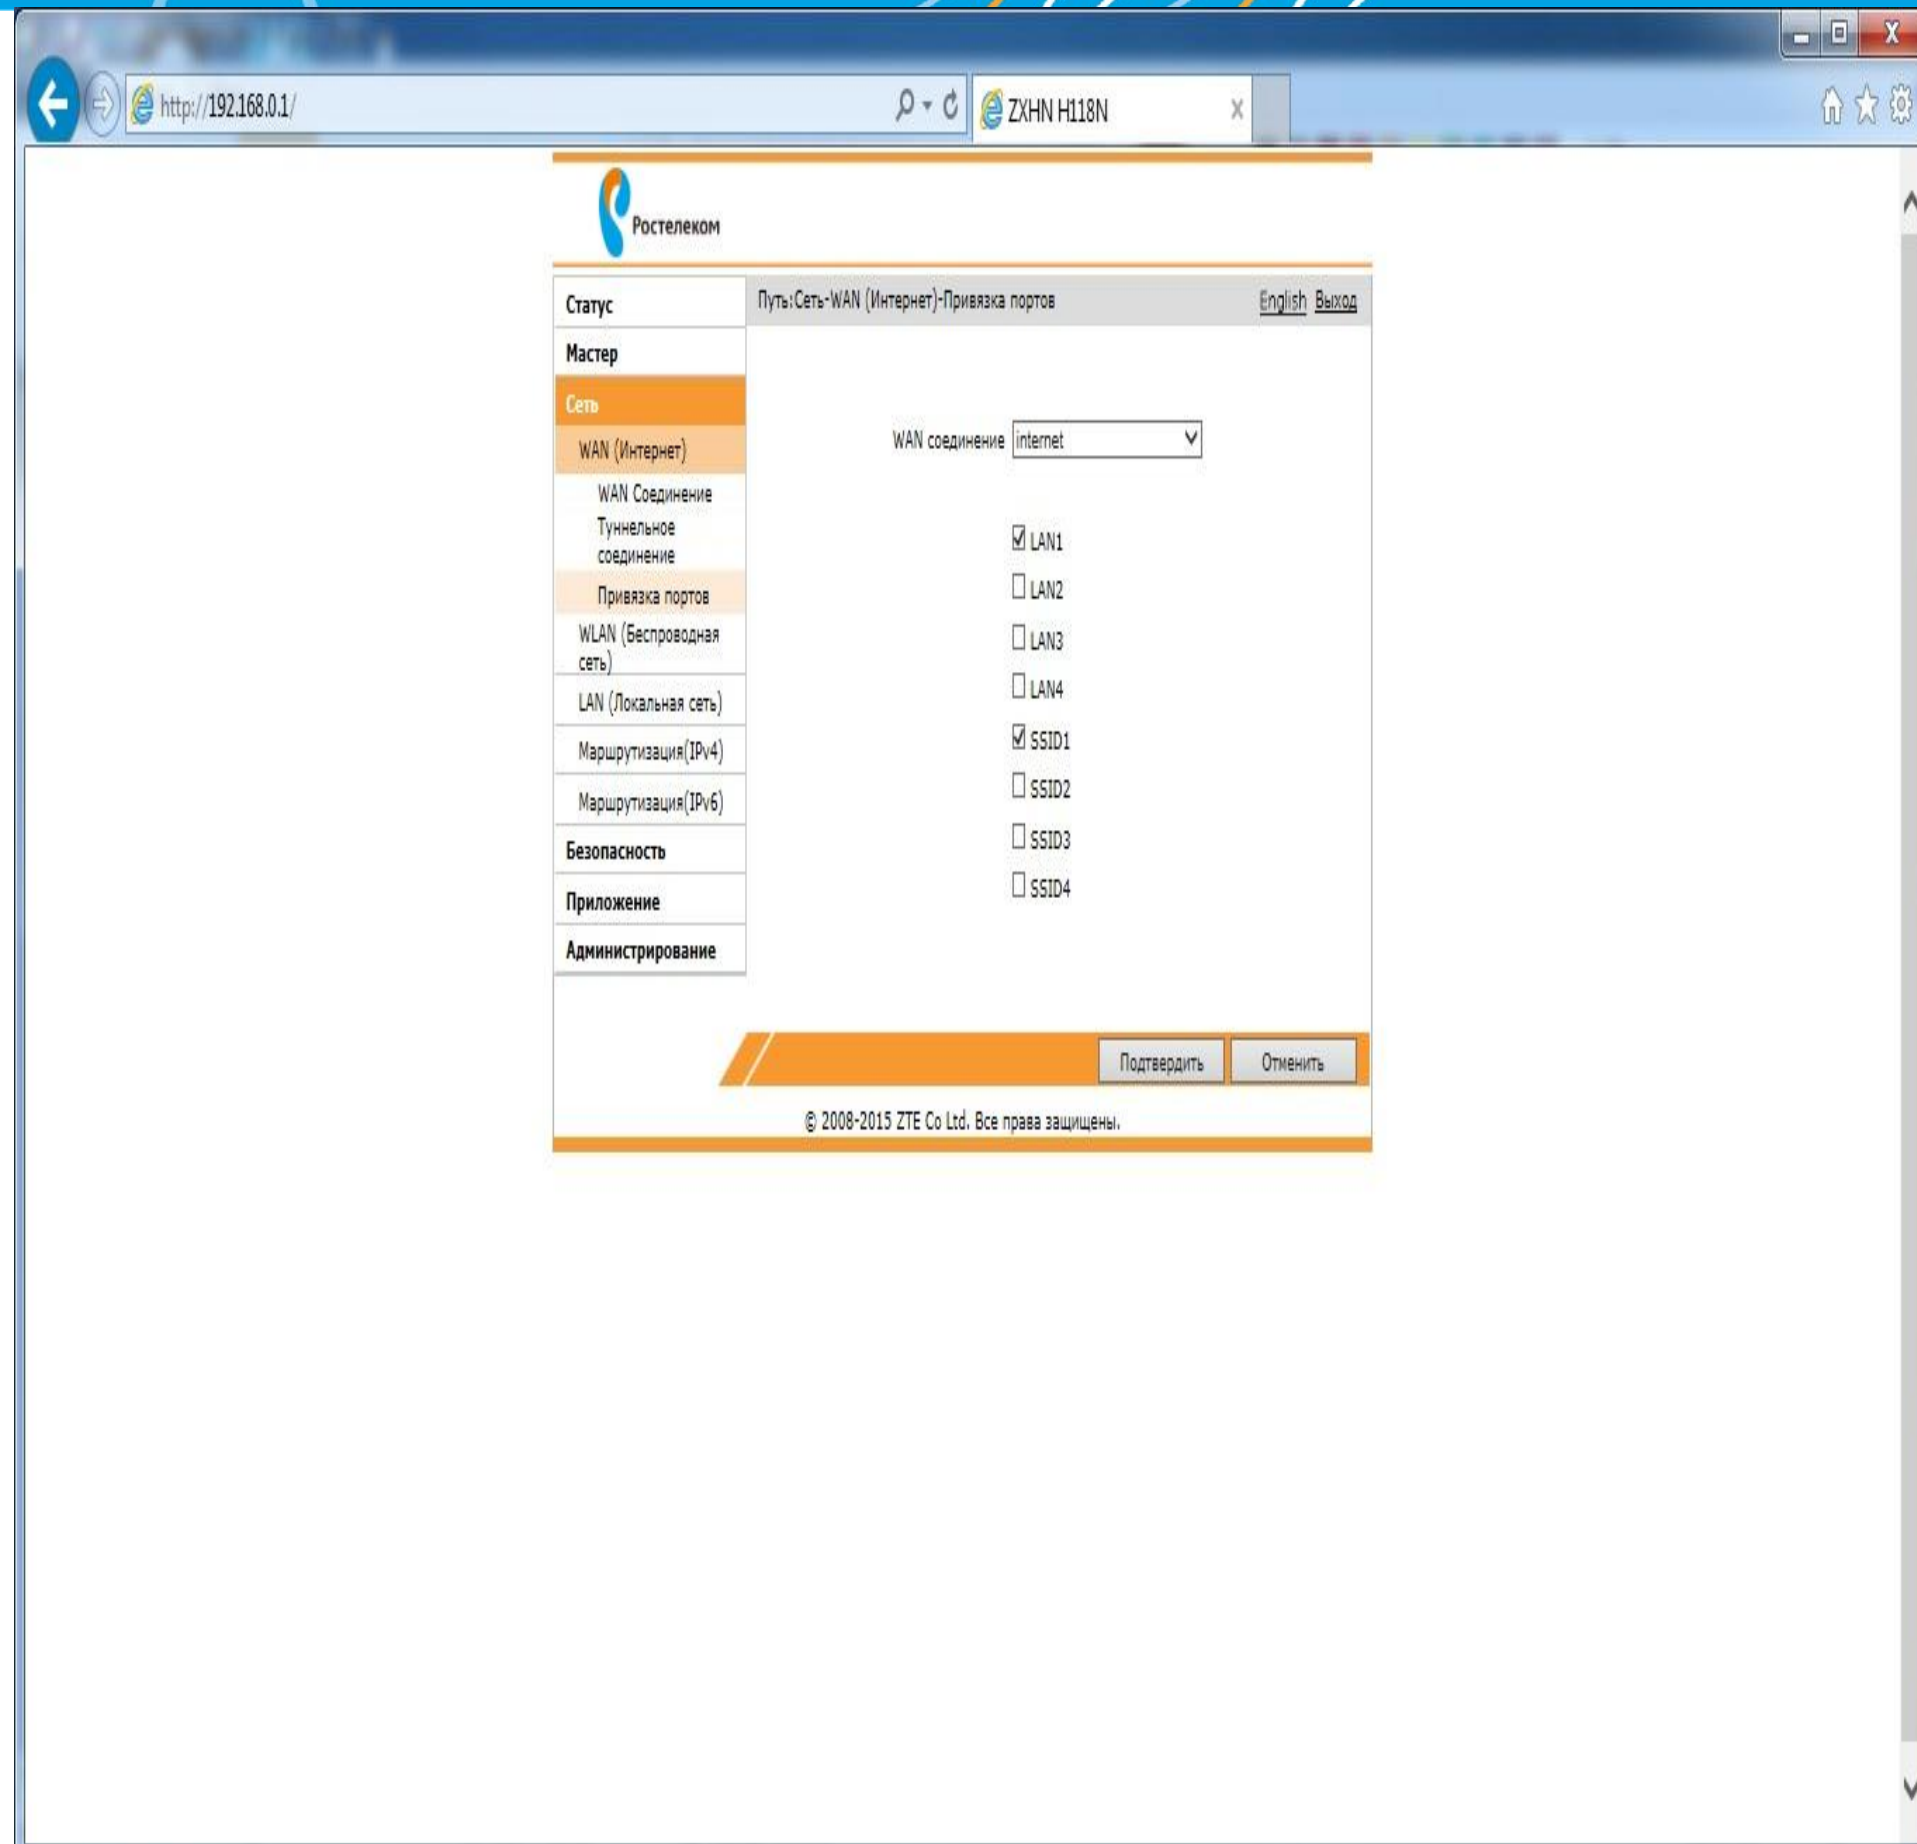 http://192.168.0.1/
ZXHN H118N
Ростелеком
Путь:Сеть-WAN (Интернет)-Привязка портов
English Выход
Статус
Мастер
Сеть
WAN (Интернет)
WAN Соединение
Туннельное
соединение
Привязка портов
WLAN (Беспроводная
сеть)
LAN (Локальная сеть)
Маршрутизация(IPv4)
Маршрутизация(IPv6)
Безопасность
Приложение
Администрирование
WAN соединение internet
LAN1
LAN2
LAN3
LAN4
SSID1
SSID2
SSID3
SSID4
Подтвердить Отменить
© 2008-2015 ZTE Co Ltd. Все права защищены.